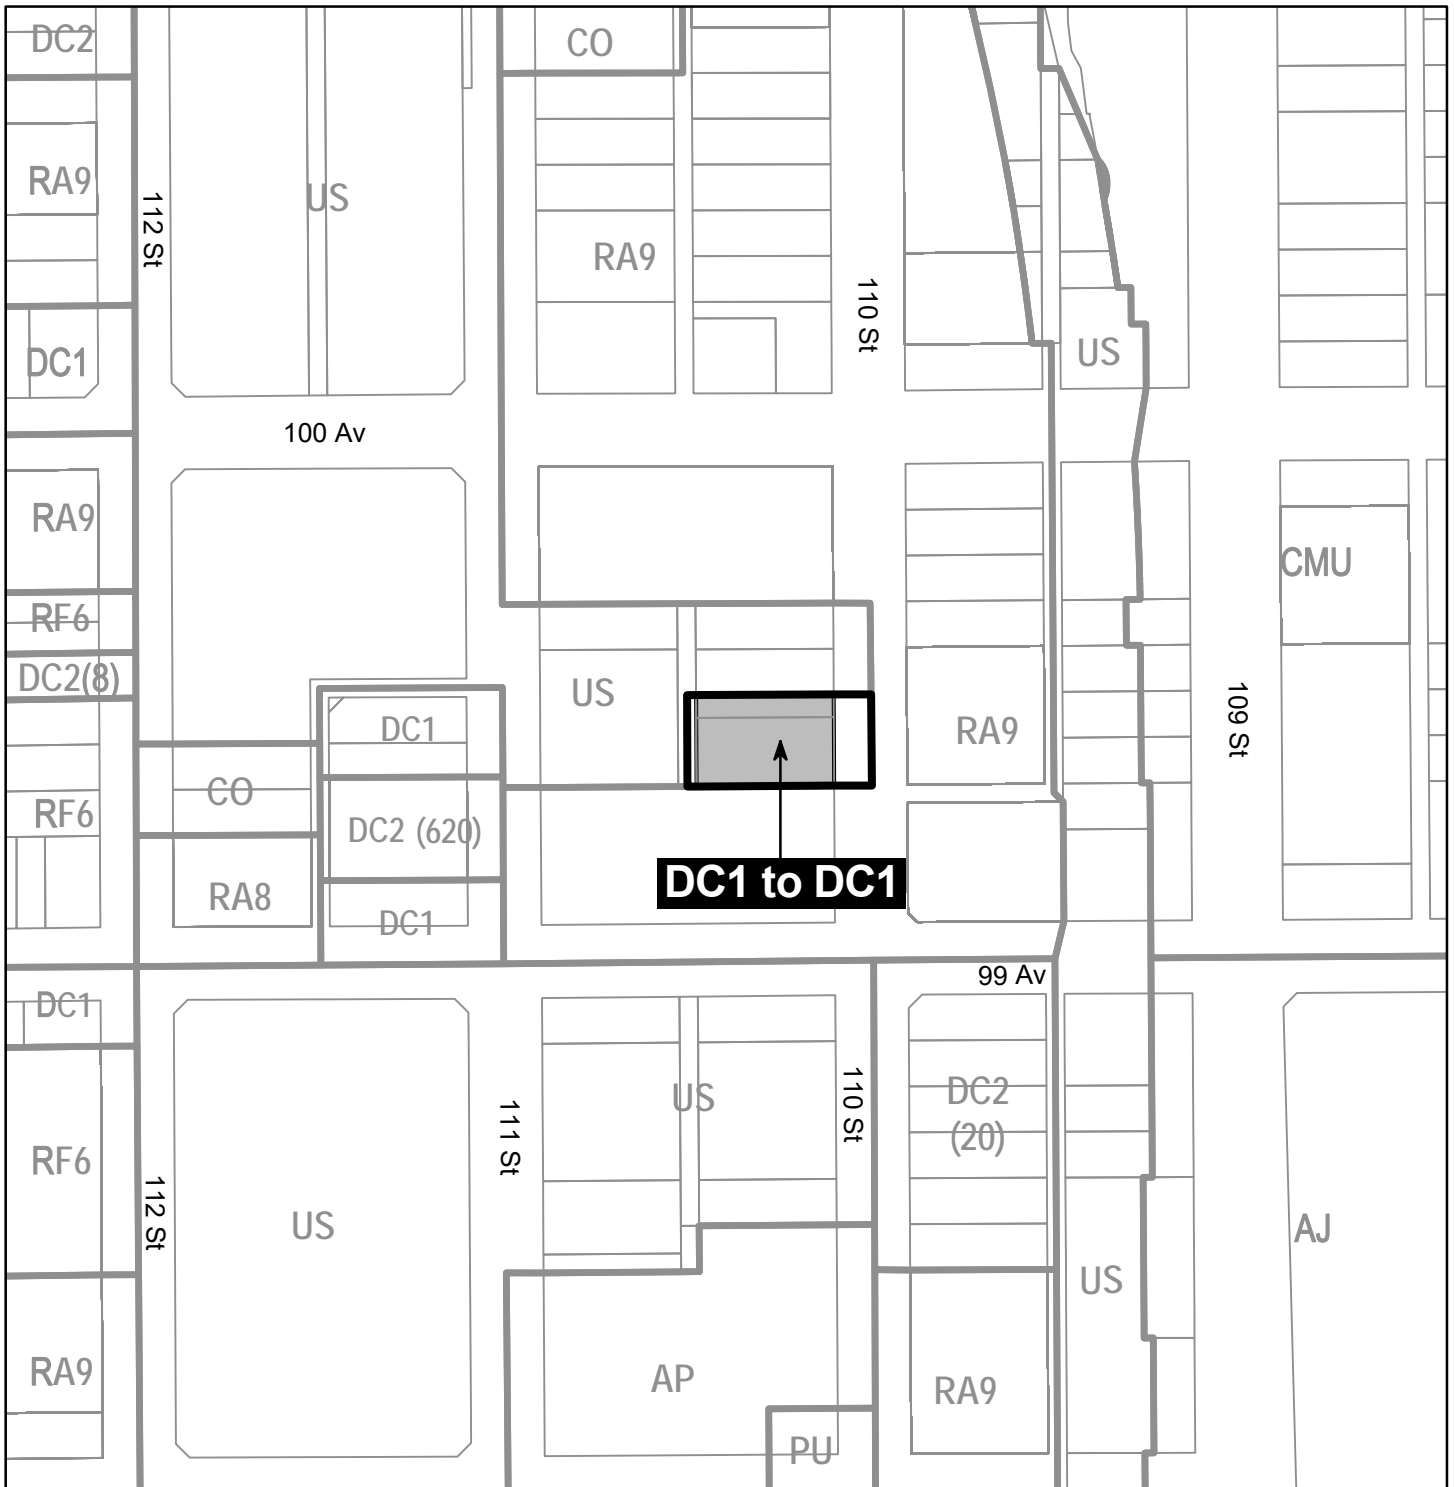 DC2
CO
RA9
US
112 St
RA9
110 St
DC1
US
100 Av
RA9
CMU
RF6
DC2(8)
US
DC1
RA9
109 St
CO
RF6
DC2 (620)
RA8
DC1 to DC1
DC1
99 Av
DC1
US
110 St
DC2
(20)
111 St
RF6
112 St
US
AJ
US
RA9
AP
RA9
PU